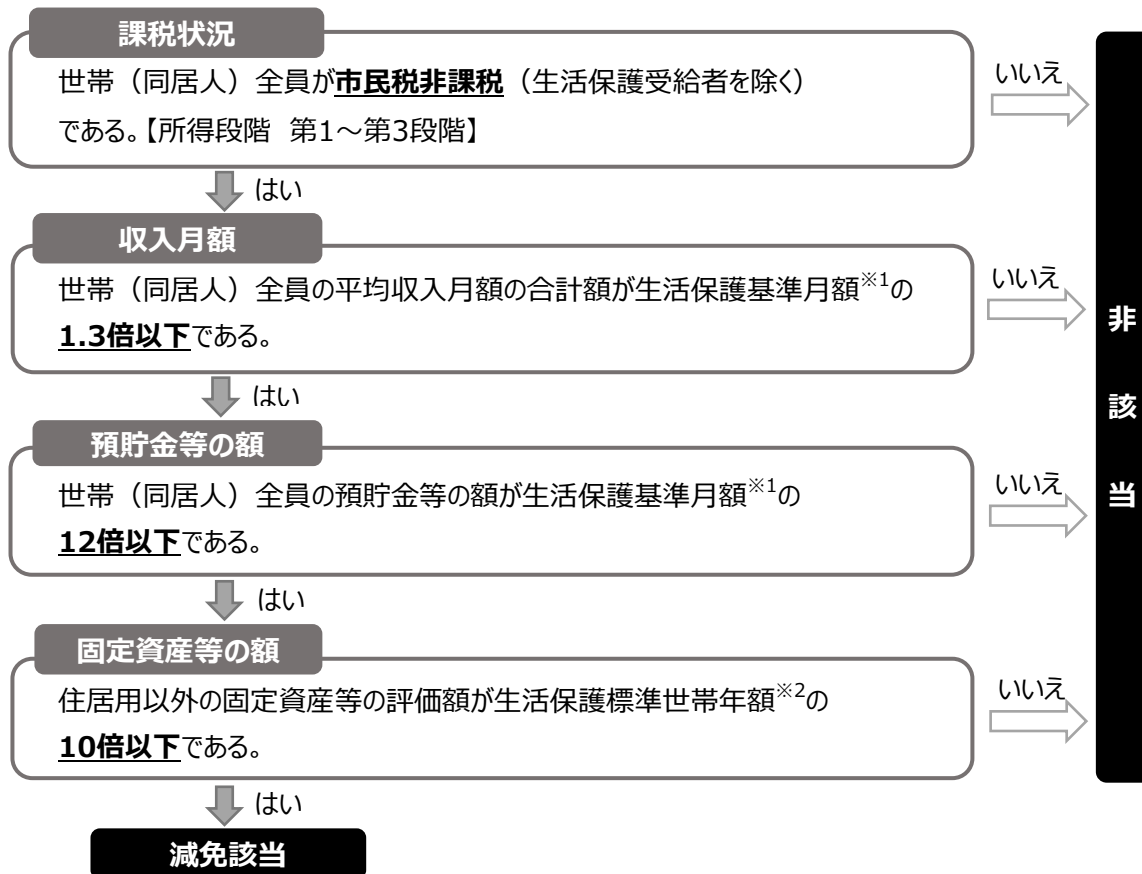 課税状況
世帯（同居人）全員が市民税非課税（生活保護受給者を除く）
である。【所得段階 第1～第3段階】
いいえ
はい
収入月額
世帯（同居人）全員の平均収入月額の合計額が生活保護基準月額※1の
1.3倍以下である。
いいえ
はい
預貯金等の額
世帯（同居人）全員の預貯金等の額が生活保護基準月額※1の
12倍以下である。
いいえ
はい
固定資産等の額
住居用以外の固定資産等の評価額が生活保護標準世帯年額※2の
10倍以下である。
いいえ
はい
減免該当
非該当